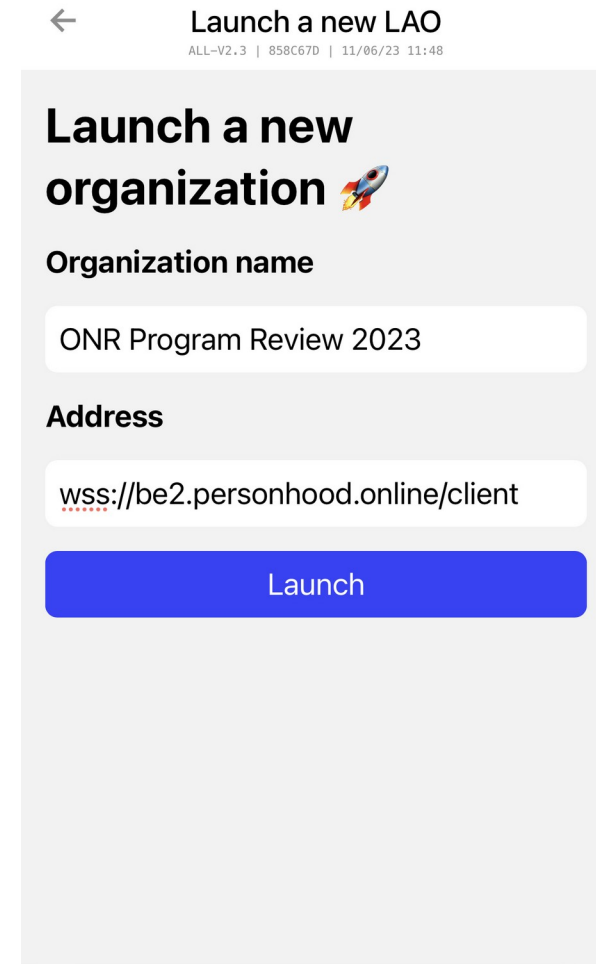 Launch a new LAO
ALL-V2.3 | 858C67D | 11/06/23 11:48
Launch a new
organization 🚀
Organization name
ONR Program Review 2023
Address
wss://be2.personhood.online/client
Launch